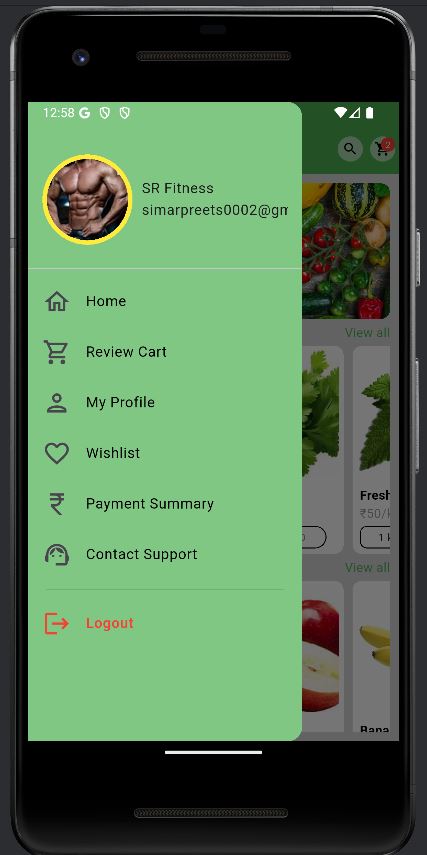 12:58
2
SR Fitness
simarpreets0002@gm
View all
Home
Review Cart
My Profile
Wishlist
Fresh
₹50/k
Payment Summary
1 k
Contact Support
View all
Logout
Bana